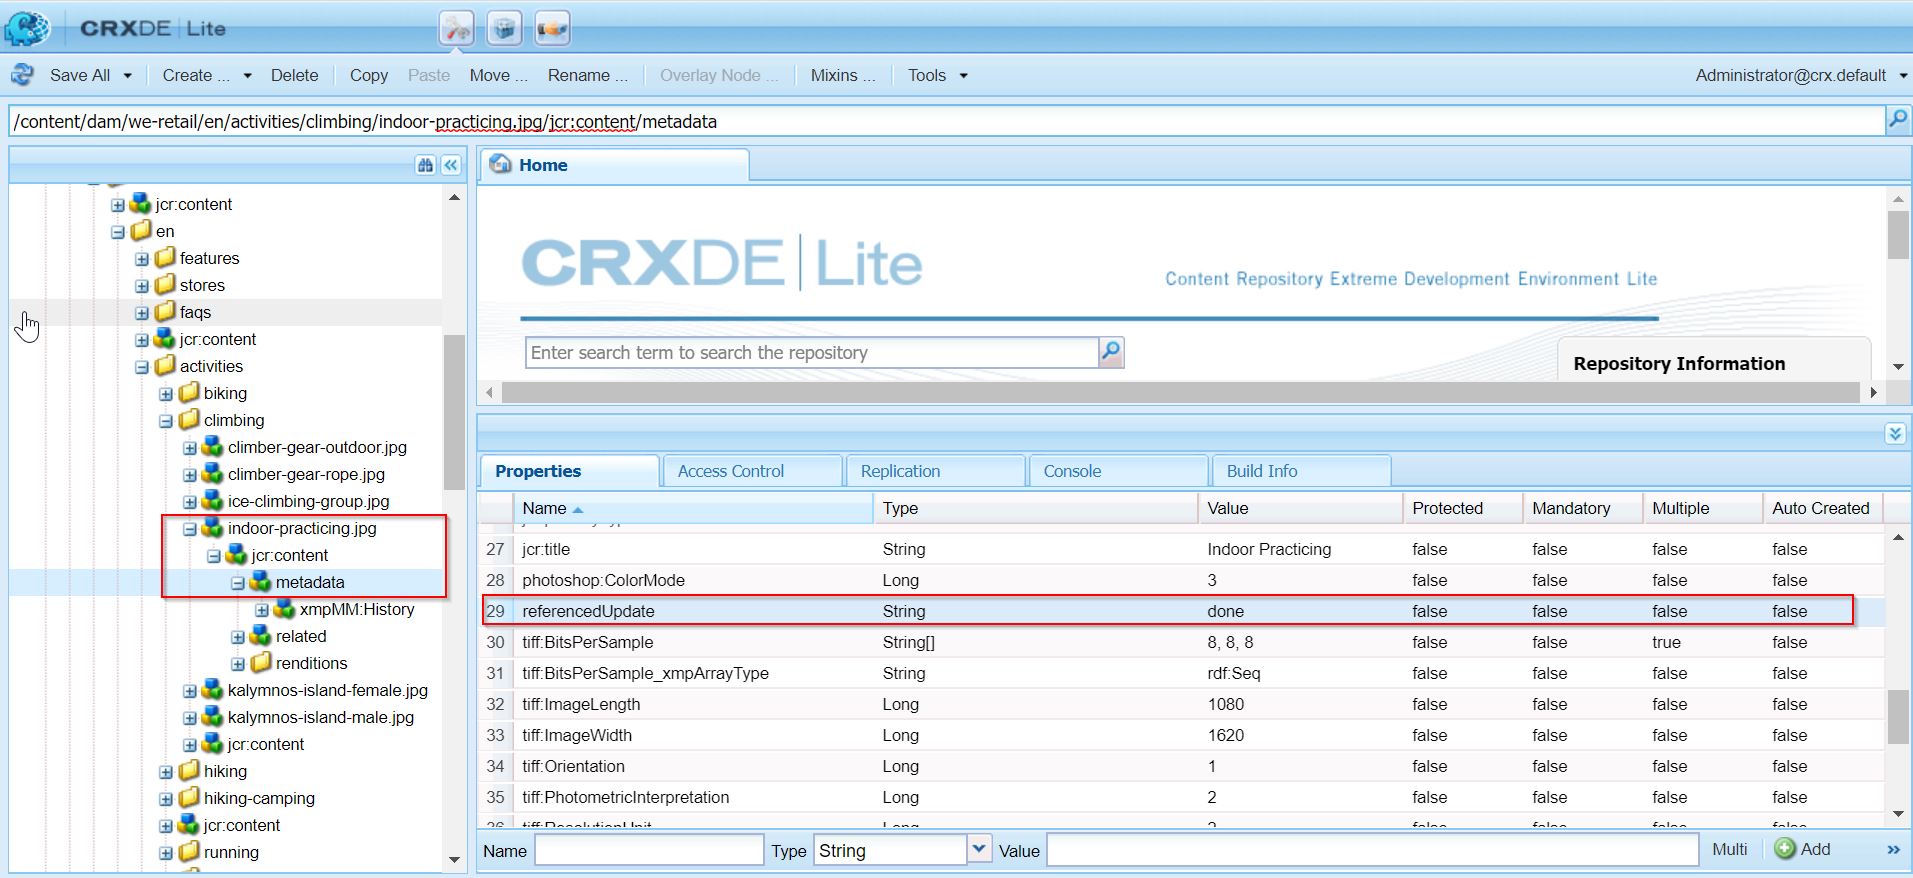 CRXDE | Lite
Save All Create ... Delete Copy Paste Move ... Rename ... Overlay Node ... Mixins ... Tools Administrator@crx.default
/content/dam/we-retail/en/activities/climbing/indoor-practicing.jpg/jcr:content/metadata
jcr:content
en
features
stores
faqs
jcr:content
activities
biking
climbing
climber-gear-outdoor.jpg
climber-gear-rope.jpg
ice-climbing-group.jpg
indoor-practicing.jpg
jcr:content
metadata
xmpMM:History
related
renditions
kalymnos-island-female.jpg
kalymnos-island-male.jpg
jcr:content
hiking
hiking-camping
jcr:content
running
Home
CRXDE | Lite
Content Repository Extreme Development Environment Lite
Enter search term to search the repository
Repository Information
Properties Access Control Replication Console Build Info
Name Type Value Protected Mandatory Multiple Auto Created
27 jcr:title String Indoor Practicing false false false false
28 photoshop:ColorMode Long 3 false false false false
29 referencedUpdate String done false false false false
30 tiff:BitsPerSample String[] 8, 8, 8 false false true false
31 tiff:BitsPerSample_xmpArrayType String rdf:Seq false false false false
32 tiff:ImageLength Long 1080 false false false false
33 tiff:ImageWidth Long 1620 false false false false
34 tiff:Orientation Long 1 false false false false
35 tiff:PhotometricInterpretation Long 2 false false false false
Name Type String Value Multi Add